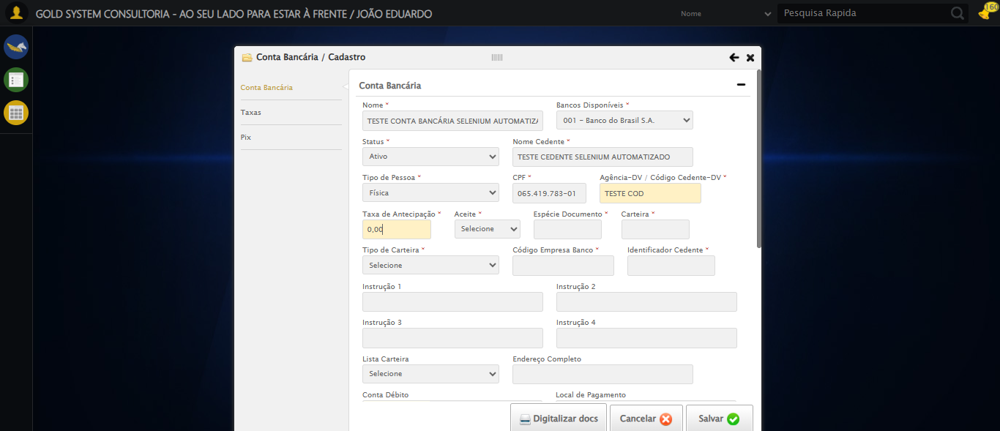 GOLD SYSTEM CONSULTORIA - AO SEU LADO PARA ESTAR À FRENTE / JOÃO EDUARDO
Nome
Pesquisa Rapida
160
Conta Bancária / Cadastro
Conta Bancária
Taxas
Pix
Conta Bancária
Nome *
Bancos Disponíveis *
TESTE CONTA BANCÁRIA SELENIUM AUTOMATIZA
001 - Banco do Brasil S.A.
Status *
Nome Cedente *
Ativo
TESTE CEDENTE SELENIUM AUTOMATIZADO
Tipo de Pessoa *
CPF *
Agência-DV / Código Cedente-DV *
Física
065.419.783-01
TESTE COD
Taxa de Antecipação *
Aceite *
Espécie Documento *
Carteira *
0,00
Selecione
Tipo de Carteira *
Código Empresa Banco *
Identificador Cedente *
Selecione
Instrução 1
Instrução 2
Instrução 3
Instrução 4
Lista Carteira
Endereço Completo
Selecione
Conta Débito
Local de Pagamento
Digitalizar docs
Cancelar
Salvar